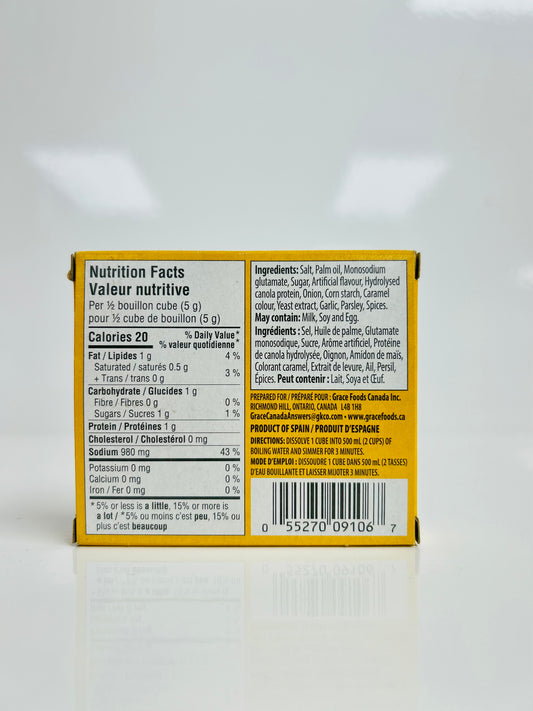 Nutrition Facts
Valeur nutritive
Per ½ bouillon cube (5 g)
pour ½ cube de bouillon (5 g)
Calories 20
% Daily Value*
% valeur quotidienne*
Fat / Lipides 1 g 4 %
Saturated / saturés 0.5 g
+ Trans / trans 0 g
3 %
Carbohydrate / Glucides 1 g
Fibre / Fibres 0 g 0 %
Sugars / Sucres 1 g 1 %
Protein / Protéines 1 g
Cholesterol / Cholestérol 0 mg
Sodium 980 mg 43 %
Potassium 0 mg 0 %
Calcium 0 mg 0 %
Iron / Fer 0 mg 0 %
* 5% or less is a little, 15% or more is
a lot / *5% ou moins c'est peu, 15% ou
plus c'est beaucoup
Ingredients: Salt, Palm oil, Monosodium
glutamate, Sugar, Artificial flavour, Hydrolysed
canola protein, Onion, Corn starch, Caramel
colour, Yeast extract, Garlic, Parsley, Spices.
May contain: Milk, Soy and Egg.
Ingrédients : Sel, Huile de palme, Glutamate
monosodique, Sucre, Arôme artificiel, Protéine
de canola hydrolysée, Oignon, Amidon de maïs,
Colorant caramel, Extrait de levure, Ail, Persil,
Épices. Peut contenir : Lait, Soya et Œuf.
PREPARED FOR / PRÉPARÉ POUR : Grace Foods Canada Inc.
RICHMOND HILL, ONTARIO, CANADA L4B 1H8
GraceCanadaAnswers@gkco.com • www.gracefoods.ca
PRODUCT OF SPAIN / PRODUIT D'ESPAGNE
DIRECTIONS: DISSOLVE 1 CUBE INTO 500 mL (2 CUPS) OF
BOILING WATER AND SIMMER FOR 3 MINUTES.
MODE D'EMPLOI : DISSOUDRE 1 CUBE DANS 500 mL (2 TASSES)
D'EAU BOUILLANTE ET LAISSER MIJOTER 3 MINUTES.
0 55270 09106 7